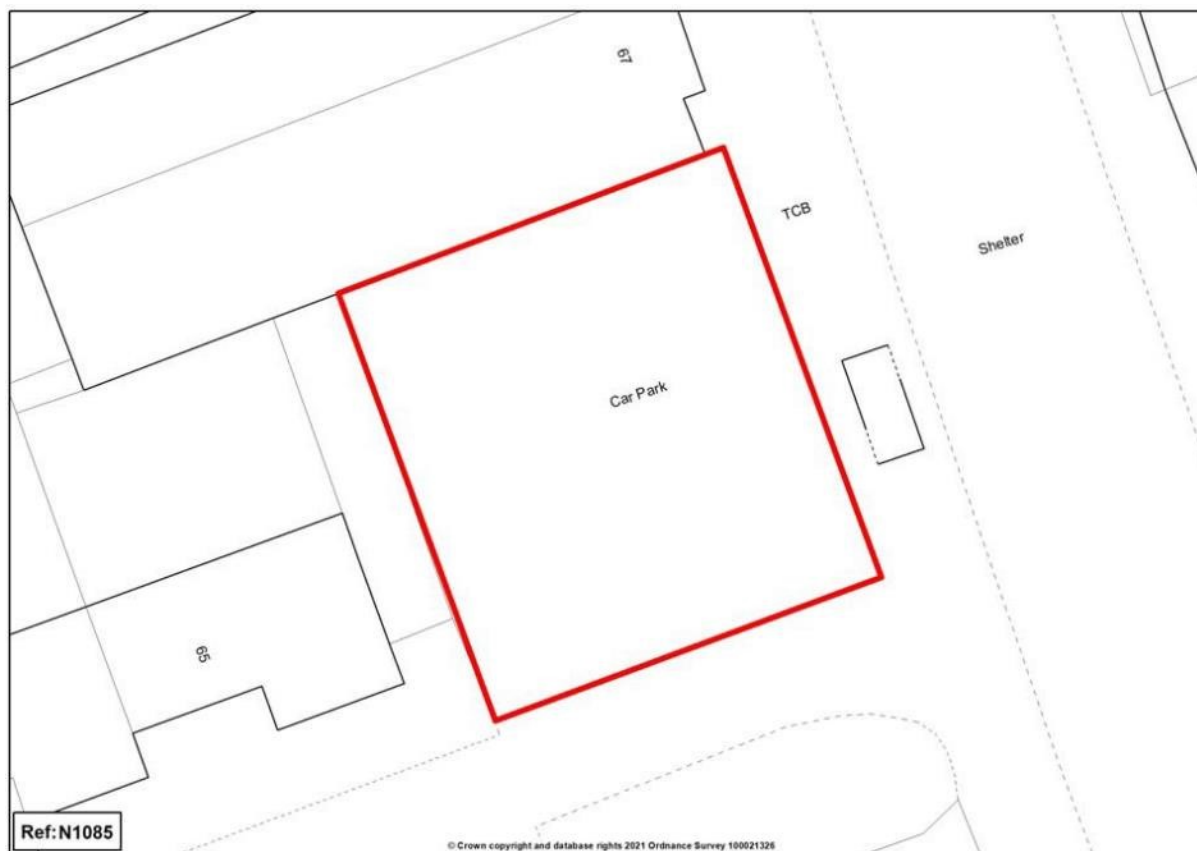 67
TCB
Shelter
Car Park
65
Ref:N1085
© Crown copyright and database rights 2021 Ordnance Survey 100021326